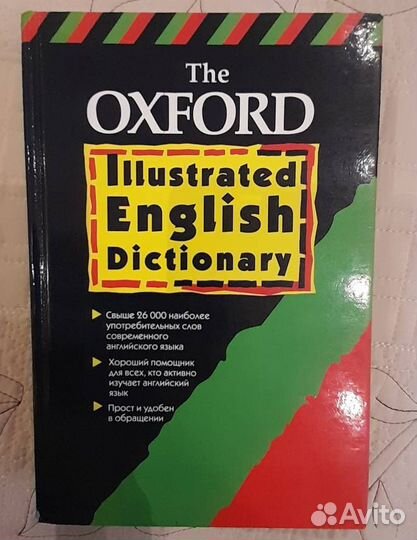 The
OXFORD
Illustrated
English
Dictionary
Свыше 26 000 наиболее
употребительных слов
современного
английского языка
Хороший помощник
для всех, кто активно
изучает английский
язык
Прост и удобен
в обращении
Avito